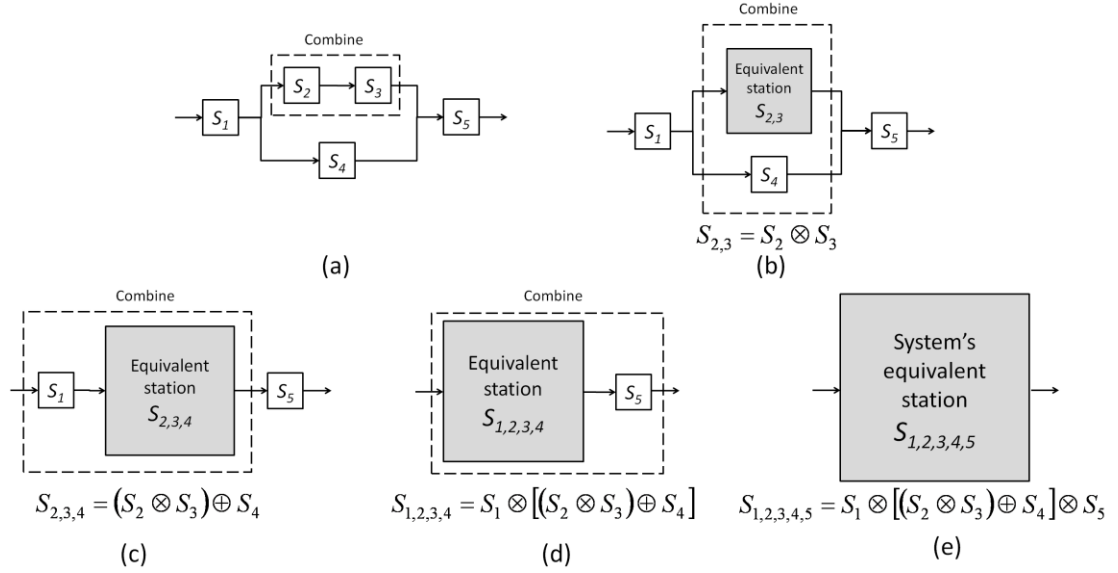 Combine
S₂
S₃
S₁
S₅
S₄
(a)
Combine
Equivalent
station
S₂,₃
S₁
S₅
S₄
S₂,₃ = S₂ ⊗ S₃
(b)
Combine
Equivalent
station
S₂,₃,₄
S₁
S₅
S₂,₃,₄ = (S₂ ⊗ S₃) ⊕ S₄
(c)
Combine
Equivalent
station
S₁,₂,₃,₄
S₅
S₁,₂,₃,₄ = S₁ ⊗ [(S₂ ⊗ S₃) ⊕ S₄]
(d)
System's
equivalent
station
S₁,₂,₃,₄,₅
S₁,₂,₃,₄,₅ = S₁ ⊗ [(S₂ ⊗ S₃) ⊕ S₄] ⊗ S₅
(e)